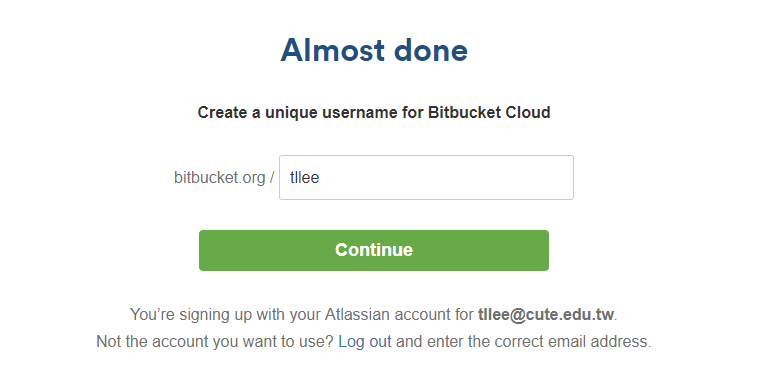 Almost done
Create a unique username for Bitbucket Cloud
bitbucket.org / tllee
Continue
You’re signing up with your Atlassian account for tllee@cute.edu.tw.
Not the account you want to use? Log out and enter the correct email address.